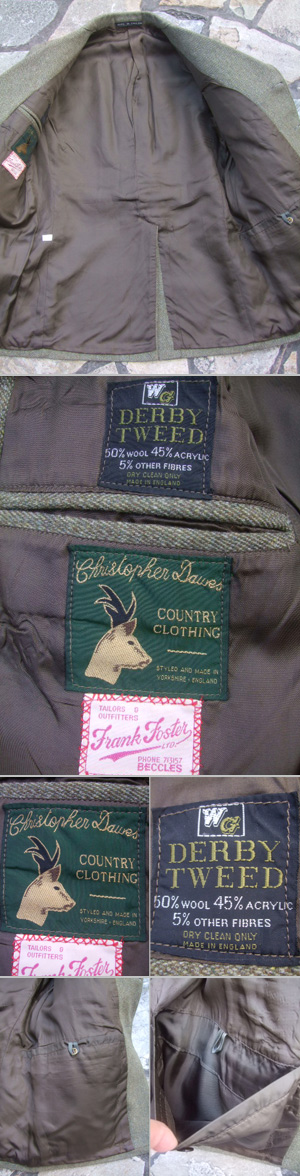 WG
DERBY
TWEED
50% WOOL 45% ACRYLIC
5% OTHER FIBRES
DRY CLEAN ONLY
MADE IN ENGLAND
Christopher Dawes
COUNTRY
CLOTHING
STYLED AND MADE IN
YORKSHIRE - ENGLAND
TAILORS &
OUTFITTERS
Frank Foster
LTD.
PHONE 713157
BECCLES
Christopher Dawes
COUNTRY
CLOTHING
STYLED AND MADE IN
YORKSHIRE - ENGLAND
TAILORS &
OUTFITTERS
Frank Foster
WG
DERBY
TWEED
50% WOOL 45% ACRYLIC
5% OTHER FIBRES
DRY CLEAN ONLY
MADE IN ENGLAND